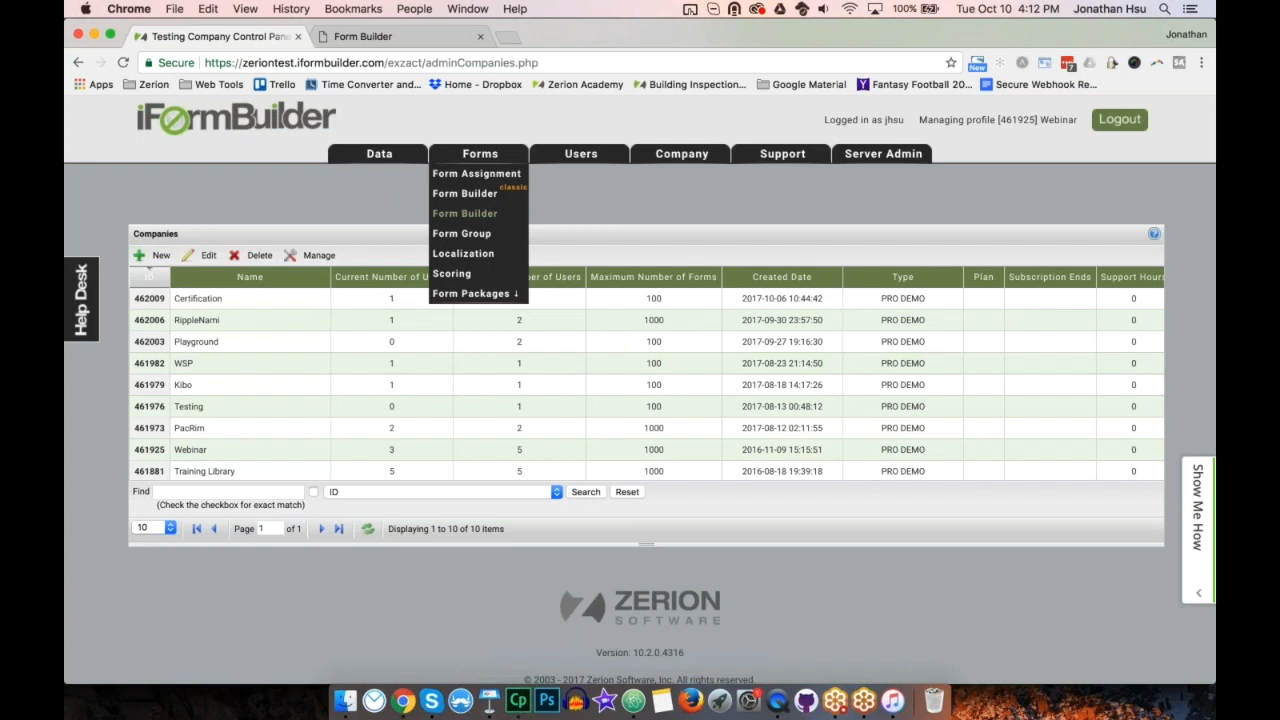 Chrome File Edit View History Bookmarks People Window Help 100% Tue Oct 10 4:12 PM Jonathan Hsu
Testing Company Control Pan × Form Builder × Jonathan
Secure https://zeriontest.iformbuilder.com/exzact/adminCompanies.php
Apps Zerion Web Tools Trello Time Converter and... Home - Dropbox Zerion Academy Building Inspection... Google Material Fantasy Football 20... Secure Webhook Re...
iFormBuilder
Logged in as jhsu Managing profile [461925] Webinar Logout
Data Forms Users Company Support Server Admin
Form Assignment
Form Builder classic
Form Builder
Form Group
Localization
Scoring
Form Packages ↓
Companies
New Edit Delete Manage
Name Current Number of U er of Users Maximum Number of Forms Created Date Type Plan Subscription Ends Support Hours
462009 Certification 1 100 2017-10-06 10:44:42 PRO DEMO 0
462006 RippleNami 1 2 1000 2017-09-30 23:57:50 PRO DEMO 0
462003 Playground 0 2 100 2017-09-27 19:16:30 PRO DEMO 0
461982 WSP 1 1 100 2017-08-23 21:14:50 PRO DEMO 0
461979 Kibo 1 1 100 2017-08-18 14:17:26 PRO DEMO 0
461976 Testing 0 1 100 2017-08-13 00:48:12 PRO DEMO 0
461973 PacRim 2 2 1000 2017-08-12 02:11:55 PRO DEMO 0
461925 Webinar 3 5 1000 2016-11-09 15:15:51 PRO DEMO 0
461881 Training Library 5 5 1000 2016-08-18 19:39:18 PRO DEMO 0
Find ID Search Reset
(Check the checkbox for exact match)
10 Page 1 of 1 Displaying 1 to 10 of 10 items
Help Desk
Show Me How
ZERION
SOFTWARE
Version: 10.2.0.4316
© 2003 - 2017 Zerion Software, Inc. All rights reserved.
Cp Ps